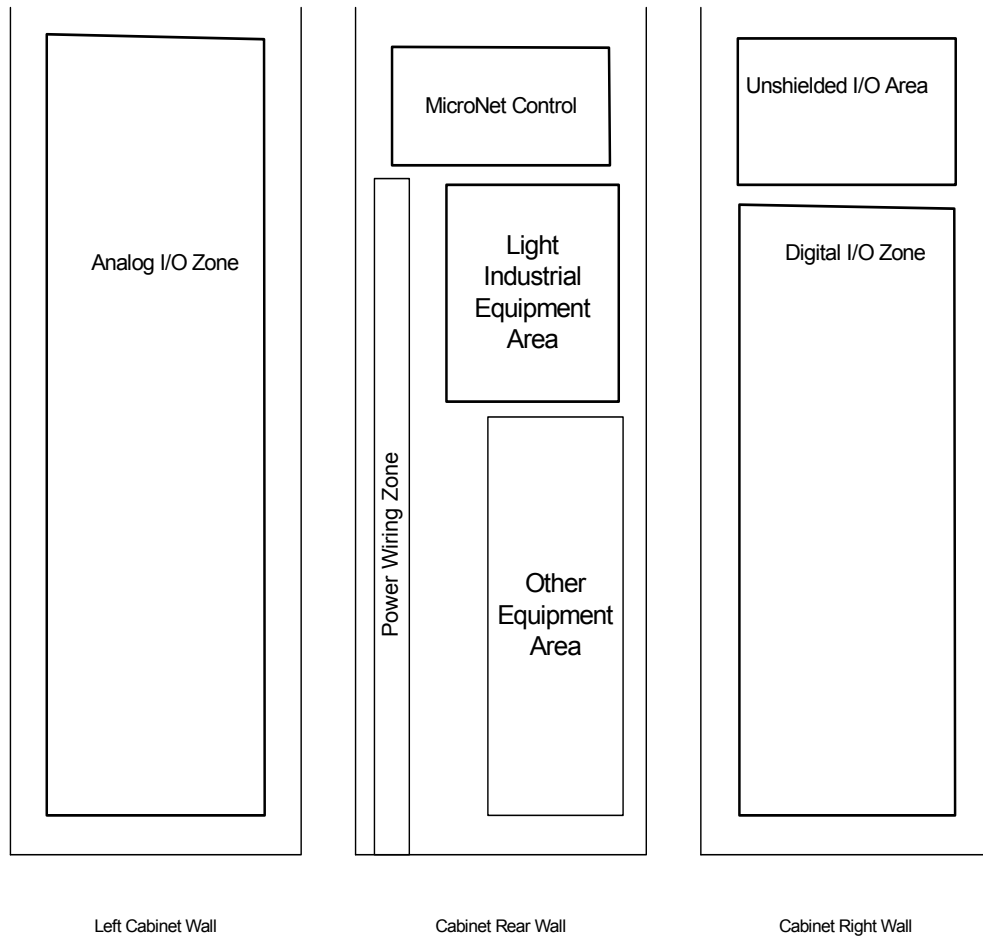 Analog I/O Zone
MicroNet Control
Light
Industrial
Equipment
Area
Power Wiring Zone
Other
Equipment
Area
Unshielded I/O Area
Digital I/O Zone
Left Cabinet Wall
Cabinet Rear Wall
Cabinet Right Wall